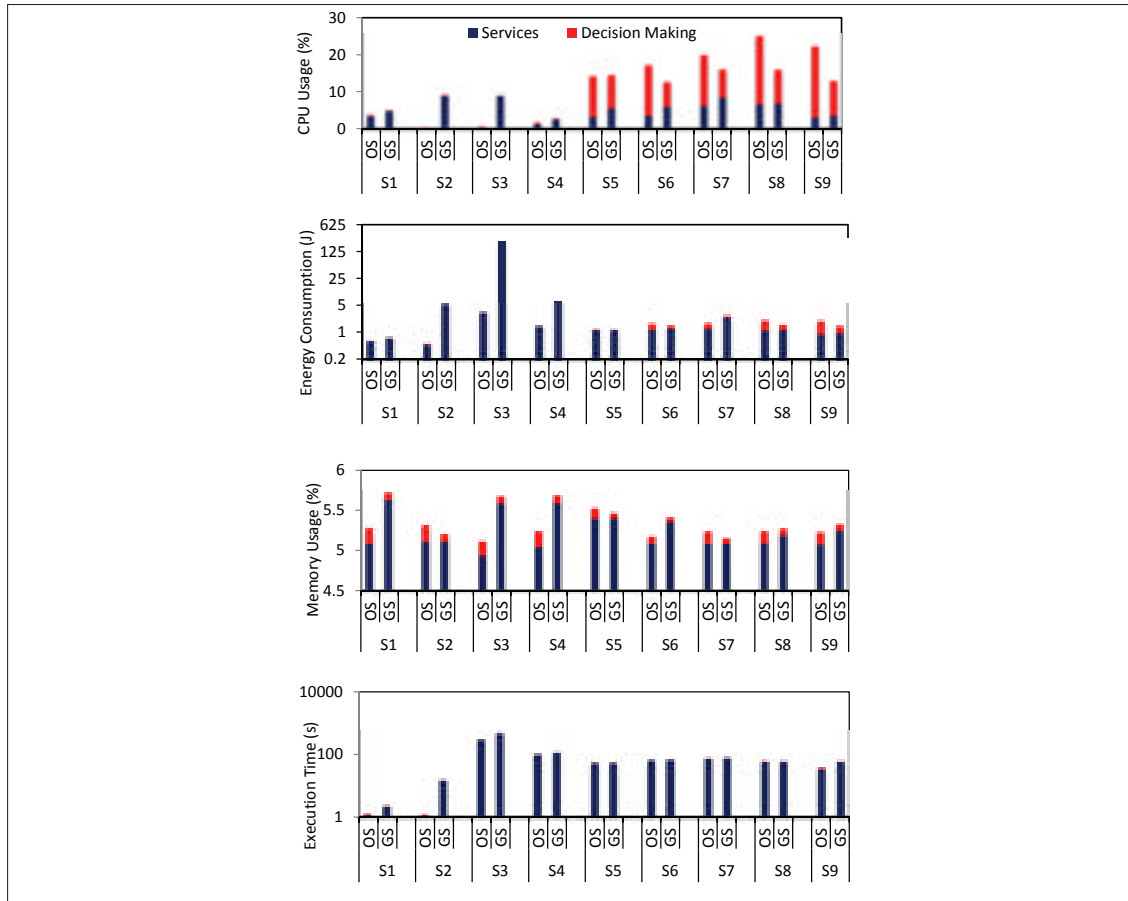 CPU Usage (%)
30
20
10
0
Services Decision Making
OS GS OS GS OS GS OS GS OS GS OS GS OS GS OS GS OS GS
S1 S2 S3 S4 S5 S6 S7 S8 S9
Energy Consumption (J)
625
125
25
5
1
0.2
OS GS OS GS OS GS OS GS OS GS OS GS OS GS OS GS OS GS
S1 S2 S3 S4 S5 S6 S7 S8 S9
Memory Usage (%)
6
5.5
5
4.5
OS GS OS GS OS GS OS GS OS GS OS GS OS GS OS GS OS GS
S1 S2 S3 S4 S5 S6 S7 S8 S9
Execution Time (s)
10000
100
1
OS GS OS GS OS GS OS GS OS GS OS GS OS GS OS GS OS GS
S1 S2 S3 S4 S5 S6 S7 S8 S9